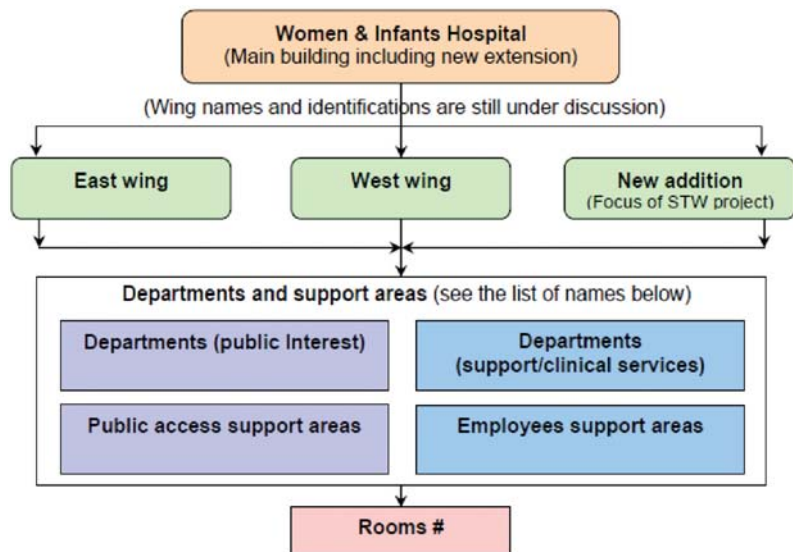 Women & Infants Hospital
(Main building including new extension)
(Wing names and identifications are still under discussion)
East wing
West wing
New addition
(Focus of STW project)
Departments and support areas (see the list of names below)
Departments (public Interest)
Departments
(support/clinical services)
Public access support areas
Employees support areas
Rooms #